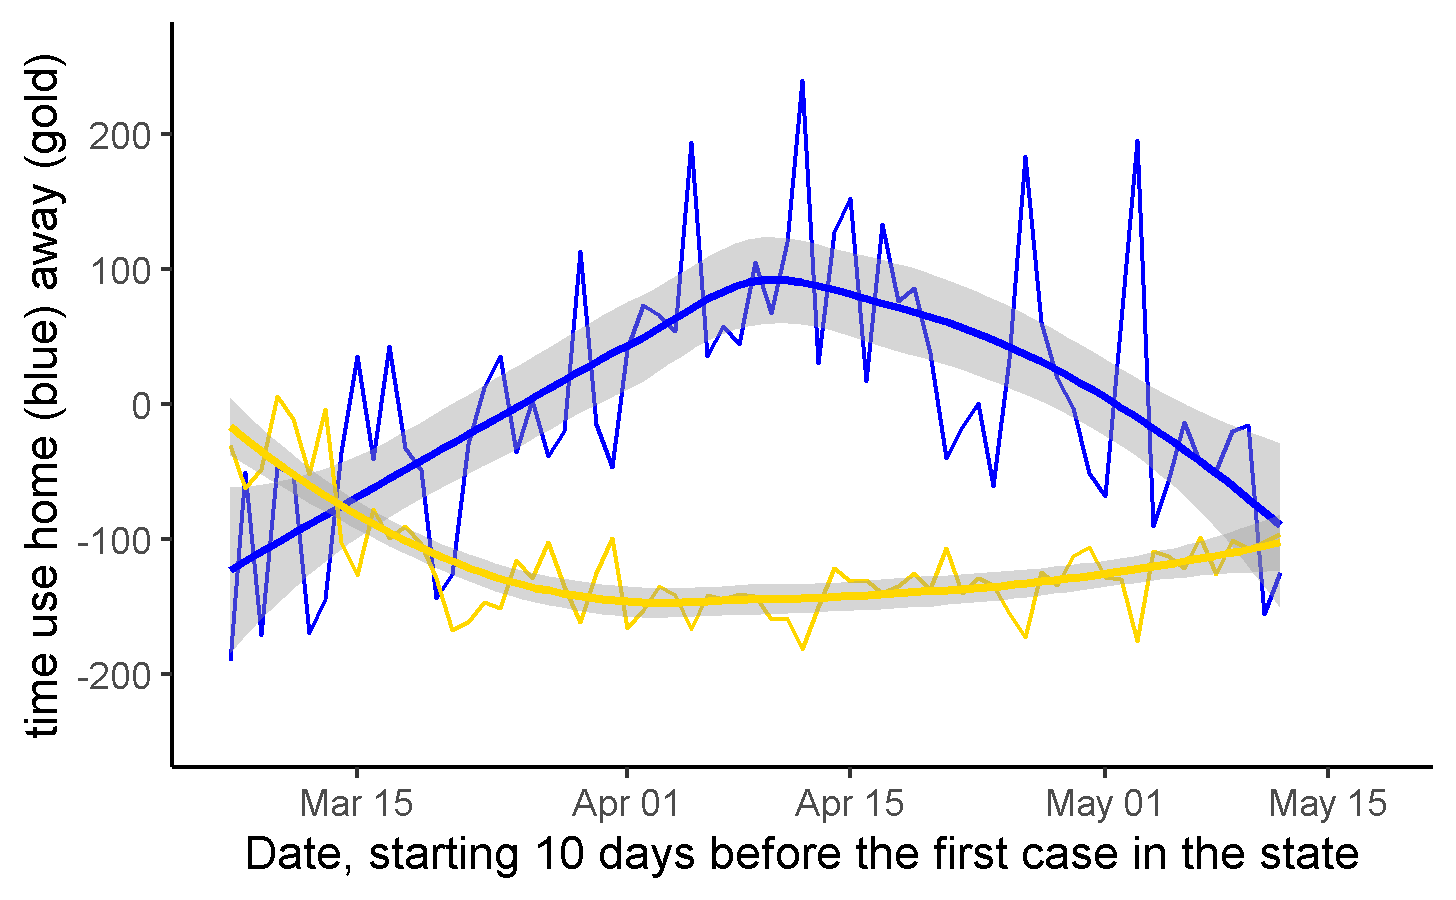 time use home (blue) away (gold)
200
100
0
-100
-200
Mar 15
Apr 01
Apr 15
May 01
May 15
Date, starting 10 days before the first case in the state